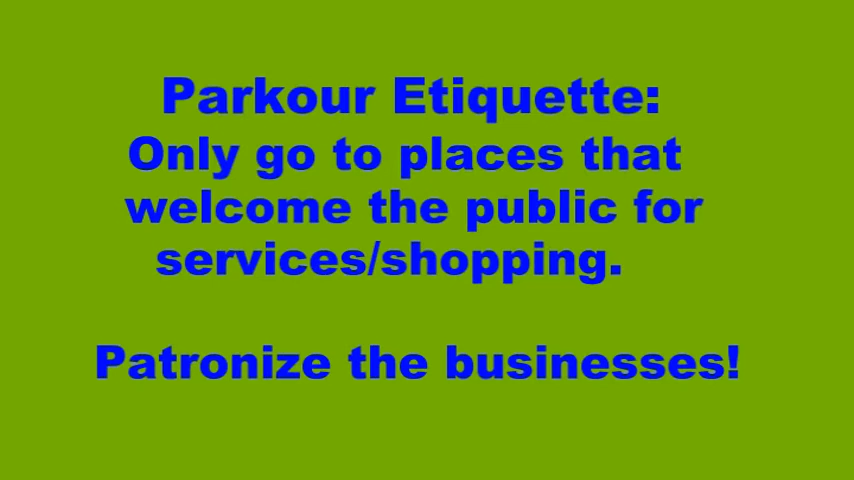 Parkour Etiquette:
Only go to places that
welcome the public for
services/shopping.
Patronize the businesses!